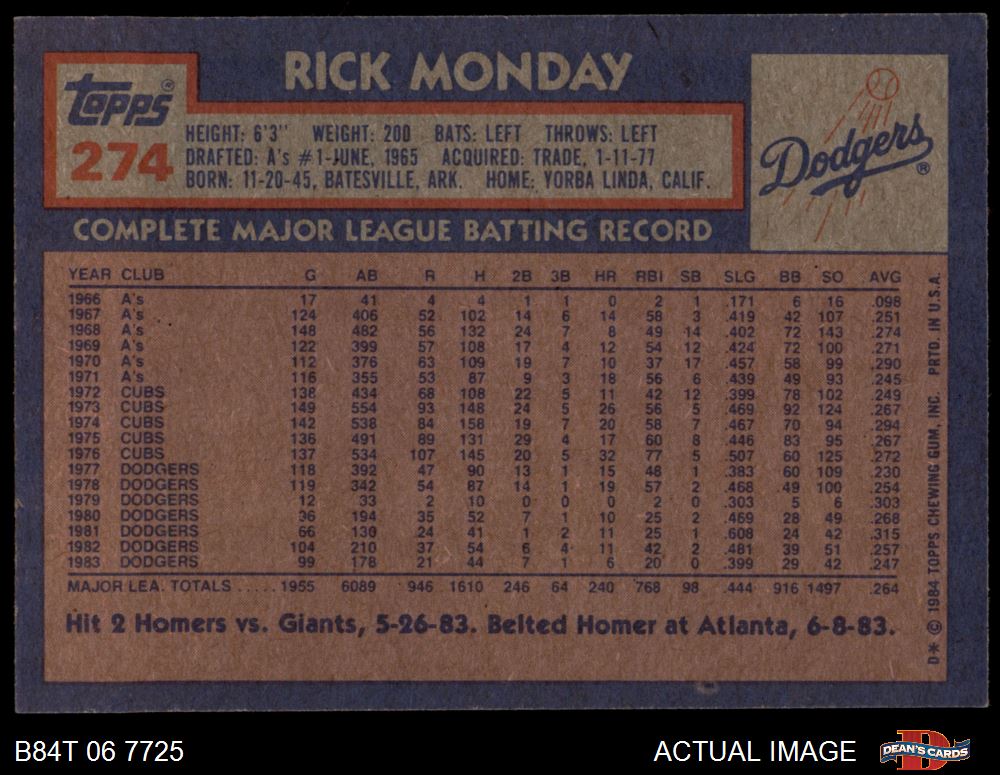 RICK MONDAY
Topps®
274
HEIGHT: 6'3" WEIGHT: 200 BATS: LEFT THROWS: LEFT
DRAFTED: A's #1-JUNE, 1965 ACQUIRED: TRADE, 1-11-77
BORN: 11-20-45, BATESVILLE, ARK. HOME: YORBA LINDA, CALIF.
Dodgers®
COMPLETE MAJOR LEAGUE BATTING RECORD
YEAR CLUB G AB R H 2B 3B HR RBI SB SLG BB SO AVG
1966 A's 17 41 4 4 1 1 0 2 1 .171 6 16 .098
1967 A's 124 406 52 102 14 6 14 58 3 .419 42 107 .251
1968 A's 148 482 56 132 24 7 8 49 14 .402 72 143 .274
1969 A's 122 399 57 108 17 4 12 54 12 .424 72 100 .271
1970 A's 112 376 63 109 19 7 10 37 17 .457 58 99 .290
1971 A's 116 355 53 87 9 3 18 56 6 .439 49 93 .245
1972 CUBS 138 434 68 108 22 5 11 42 12 .399 78 102 .249
1973 CUBS 149 554 93 148 24 5 26 56 5 .469 92 124 .267
1974 CUBS 142 538 84 158 19 7 20 58 7 .467 70 94 .294
1975 CUBS 136 491 89 131 29 4 17 60 8 .446 83 95 .267
1976 CUBS 137 534 107 145 20 5 32 77 5 .507 60 125 .272
1977 DODGERS 118 392 47 90 13 1 15 48 1 .383 60 109 .230
1978 DODGERS 119 342 54 87 14 1 19 57 2 .468 49 100 .254
1979 DODGERS 12 33 2 10 0 0 0 2 0 .303 5 6 .303
1980 DODGERS 96 194 35 52 7 1 10 25 2 .469 28 49 .268
1981 DODGERS 66 130 24 41 1 2 11 25 1 .608 24 42 .315
1982 DODGERS 104 210 37 54 6 4 11 42 2 .481 39 51 .257
1983 DODGERS 99 178 21 44 7 1 6 20 0 .399 29 42 .247
MAJOR LEA. TOTALS ..... 1955 6089 946 1610 246 64 240 768 98 .444 916 1497 .264
Hit 2 Homers vs. Giants, 5-26-83. Belted Homer at Atlanta, 6-8-83.
D* © 1984 TOPPS CHEWING GUM, INC. PRTD. IN U.S.A.
B84T 06 7725
ACTUAL IMAGE
DEAN'S CARDS